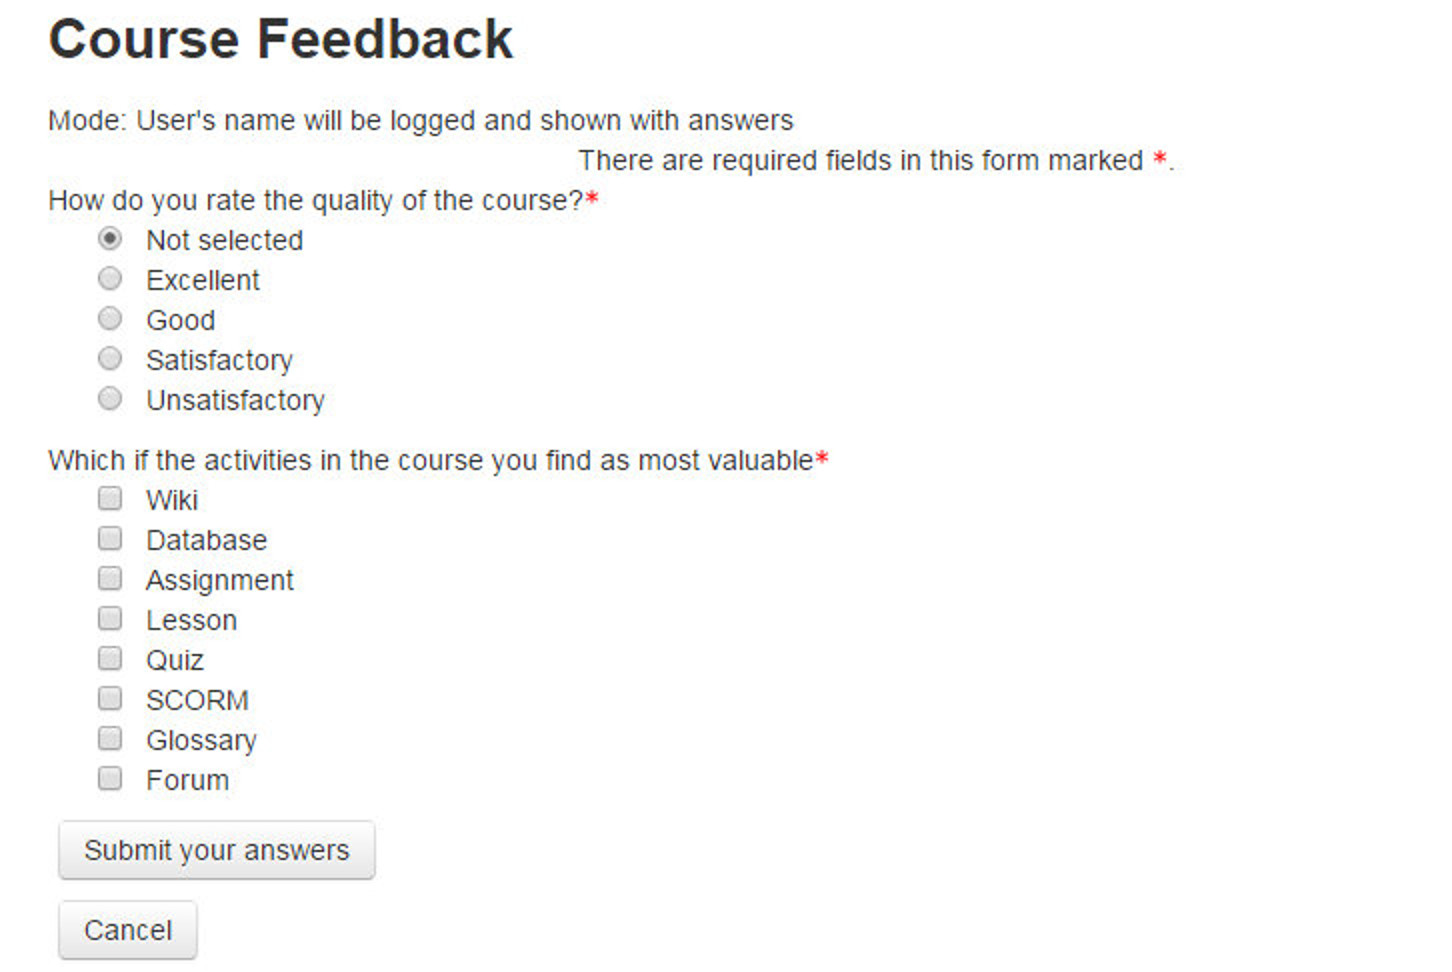 Course Feedback
Mode: User's name will be logged and shown with answers
There are required fields in this form marked *.
How do you rate the quality of the course?*
Not selected
Excellent
Good
Satisfactory
Unsatisfactory
Which if the activities in the course you find as most valuable*
Wiki
Database
Assignment
Lesson
Quiz
SCORM
Glossary
Forum
Submit your answers
Cancel